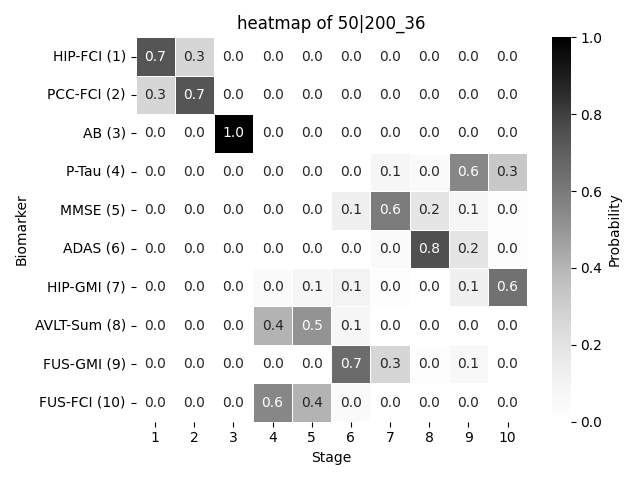 heatmap of 50|200_36
HIP-FCI (1) 0.7 0.3 0.0 0.0 0.0 0.0 0.0 0.0 0.0 0.0
PCC-FCI (2) 0.3 0.7 0.0 0.0 0.0 0.0 0.0 0.0 0.0 0.0
AB (3) 0.0 0.0 1.0 0.0 0.0 0.0 0.0 0.0 0.0 0.0
P-Tau (4) 0.0 0.0 0.0 0.0 0.0 0.0 0.1 0.0 0.6 0.3
MMSE (5) 0.0 0.0 0.0 0.0 0.0 0.1 0.6 0.2 0.1 0.0
ADAS (6) 0.0 0.0 0.0 0.0 0.0 0.0 0.0 0.8 0.2 0.0
HIP-GMI (7) 0.0 0.0 0.0 0.0 0.1 0.1 0.0 0.0 0.1 0.6
AVLT-Sum (8) 0.0 0.0 0.0 0.4 0.5 0.1 0.0 0.0 0.0 0.0
FUS-GMI (9) 0.0 0.0 0.0 0.0 0.0 0.7 0.3 0.0 0.1 0.0
FUS-FCI (10) 0.0 0.0 0.0 0.6 0.4 0.0 0.0 0.0 0.0 0.0
1 2 3 4 5 6 7 8 9 10
Stage
Biomarker
1.0
0.8
0.6
0.4
0.2
0.0
Probability